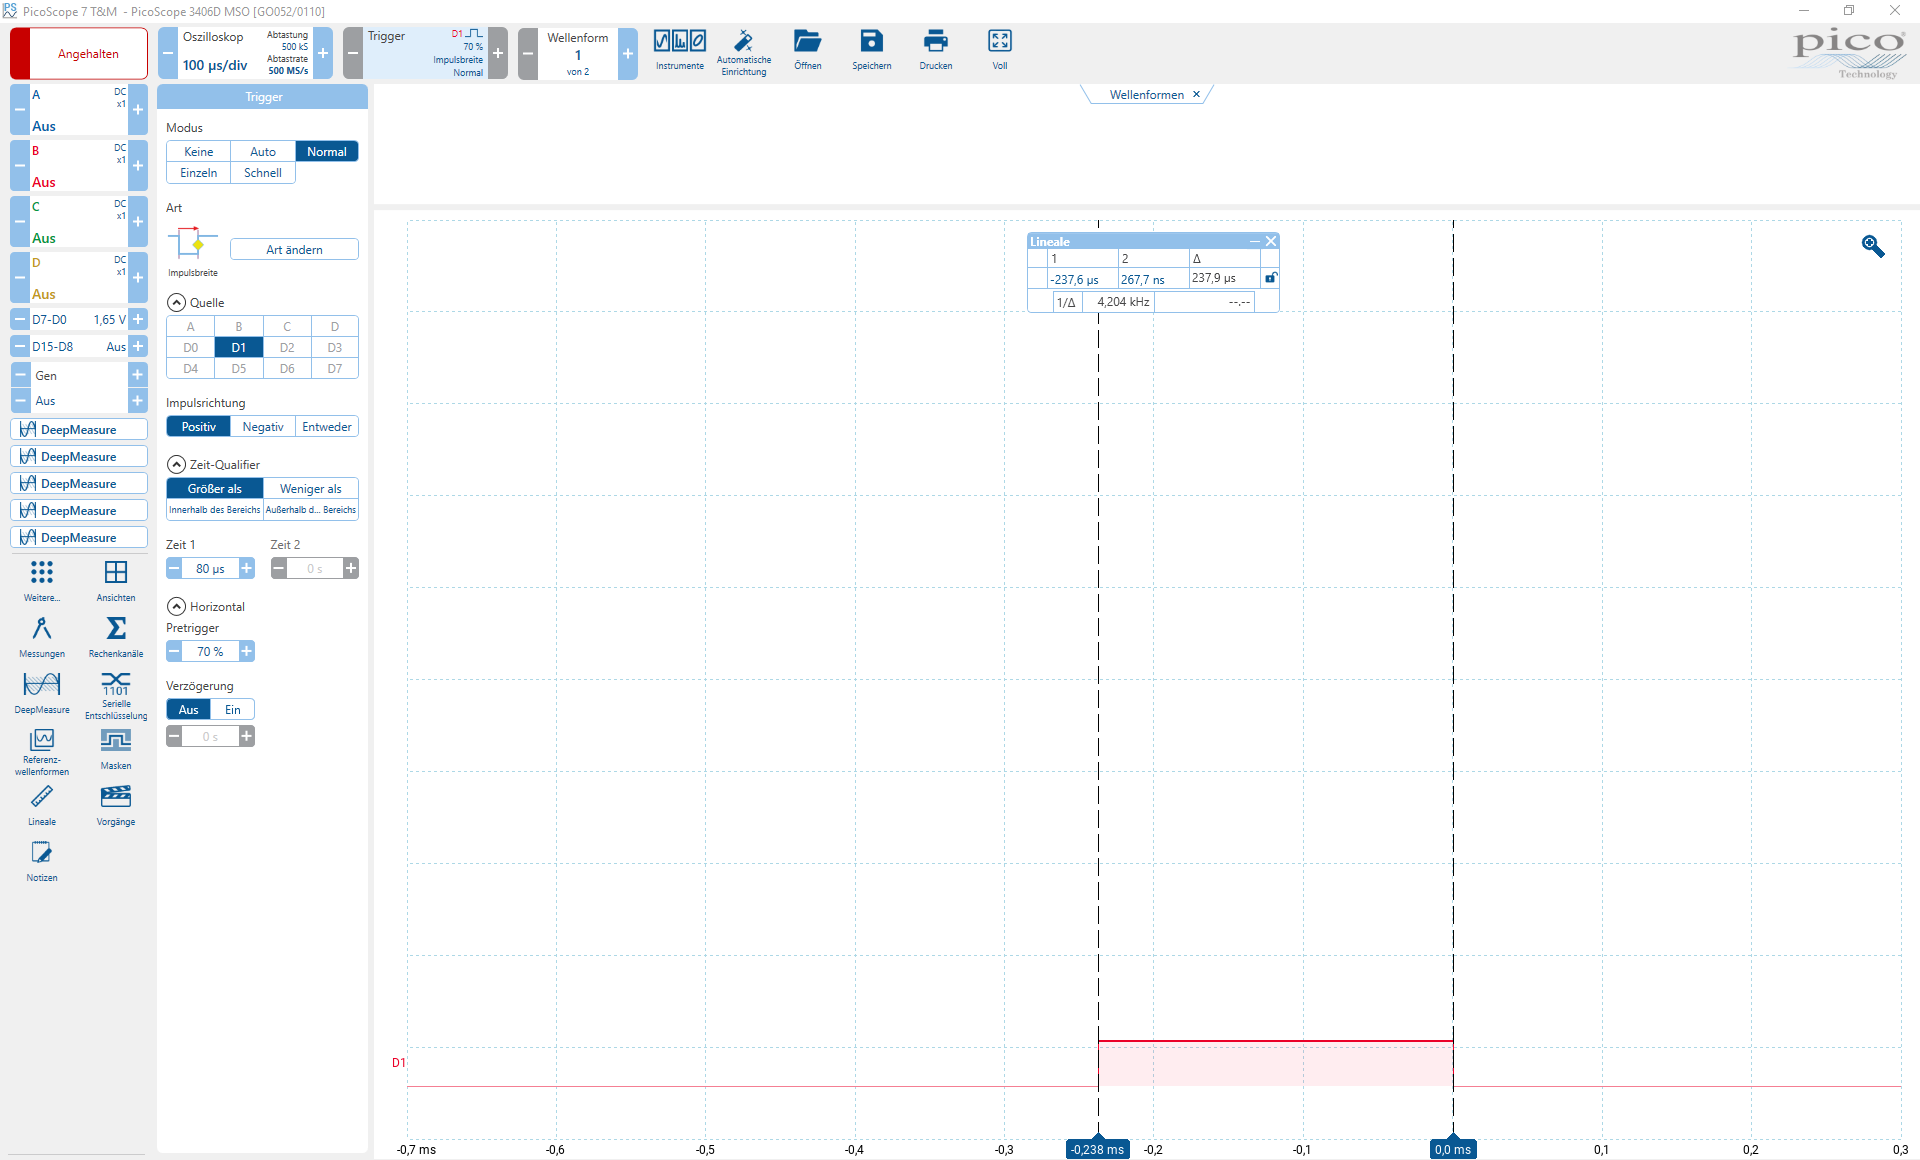 PicoScope 7 T&M - PicoScope 3406D MSO [GO052/0110]
Angehalten
Oszilloskop
100 µs/div
Abtastung
500 kS
Abtastrate
500 MS/s
Trigger
D1
70 %
Impulsbreite
Normal
Wellenform
1
von 2
Instrumente
Automatische
Einrichtung
Öffnen
Speichern
Drucken
Voll
pico
Technology
A
DC
x1
Aus
B
DC
x1
Aus
C
DC
x1
Aus
D
DC
x1
Aus
D7-D0 1,65 V
D15-D8 Aus
Gen
Aus
DeepMeasure
DeepMeasure
DeepMeasure
DeepMeasure
DeepMeasure
Weitere...
Ansichten
Messungen
Rechenkanäle
DeepMeasure
1101
Serielle
Entschlüsselung
Referenz-
wellenformen
Masken
Lineale
Vorgänge
Notizen
Trigger
Modus
Keine Auto Normal
Einzeln Schnell
Art
Impulsbreite
Art ändern
Quelle
A B C D
D0 D1 D2 D3
D4 D5 D6 D7
Impulsrichtung
Positiv Negativ Entweder
Zeit-Qualifier
Größer als Weniger als
Innerhalb des Bereichs Außerhalb d... Bereichs
Zeit 1 Zeit 2
80 µs 0 s
Horizontal
Pretrigger
70 %
Verzögerung
Aus Ein
0 s
Wellenformen
Lineale
1 2 Δ
-237,6 µs 267,7 ns 237,9 µs
1/Δ 4,204 kHz --,--
D1
-0,7 ms -0,6 -0,5 -0,4 -0,3 -0,238 ms -0,2 -0,1 0,0 ms 0,1 0,2 0,3